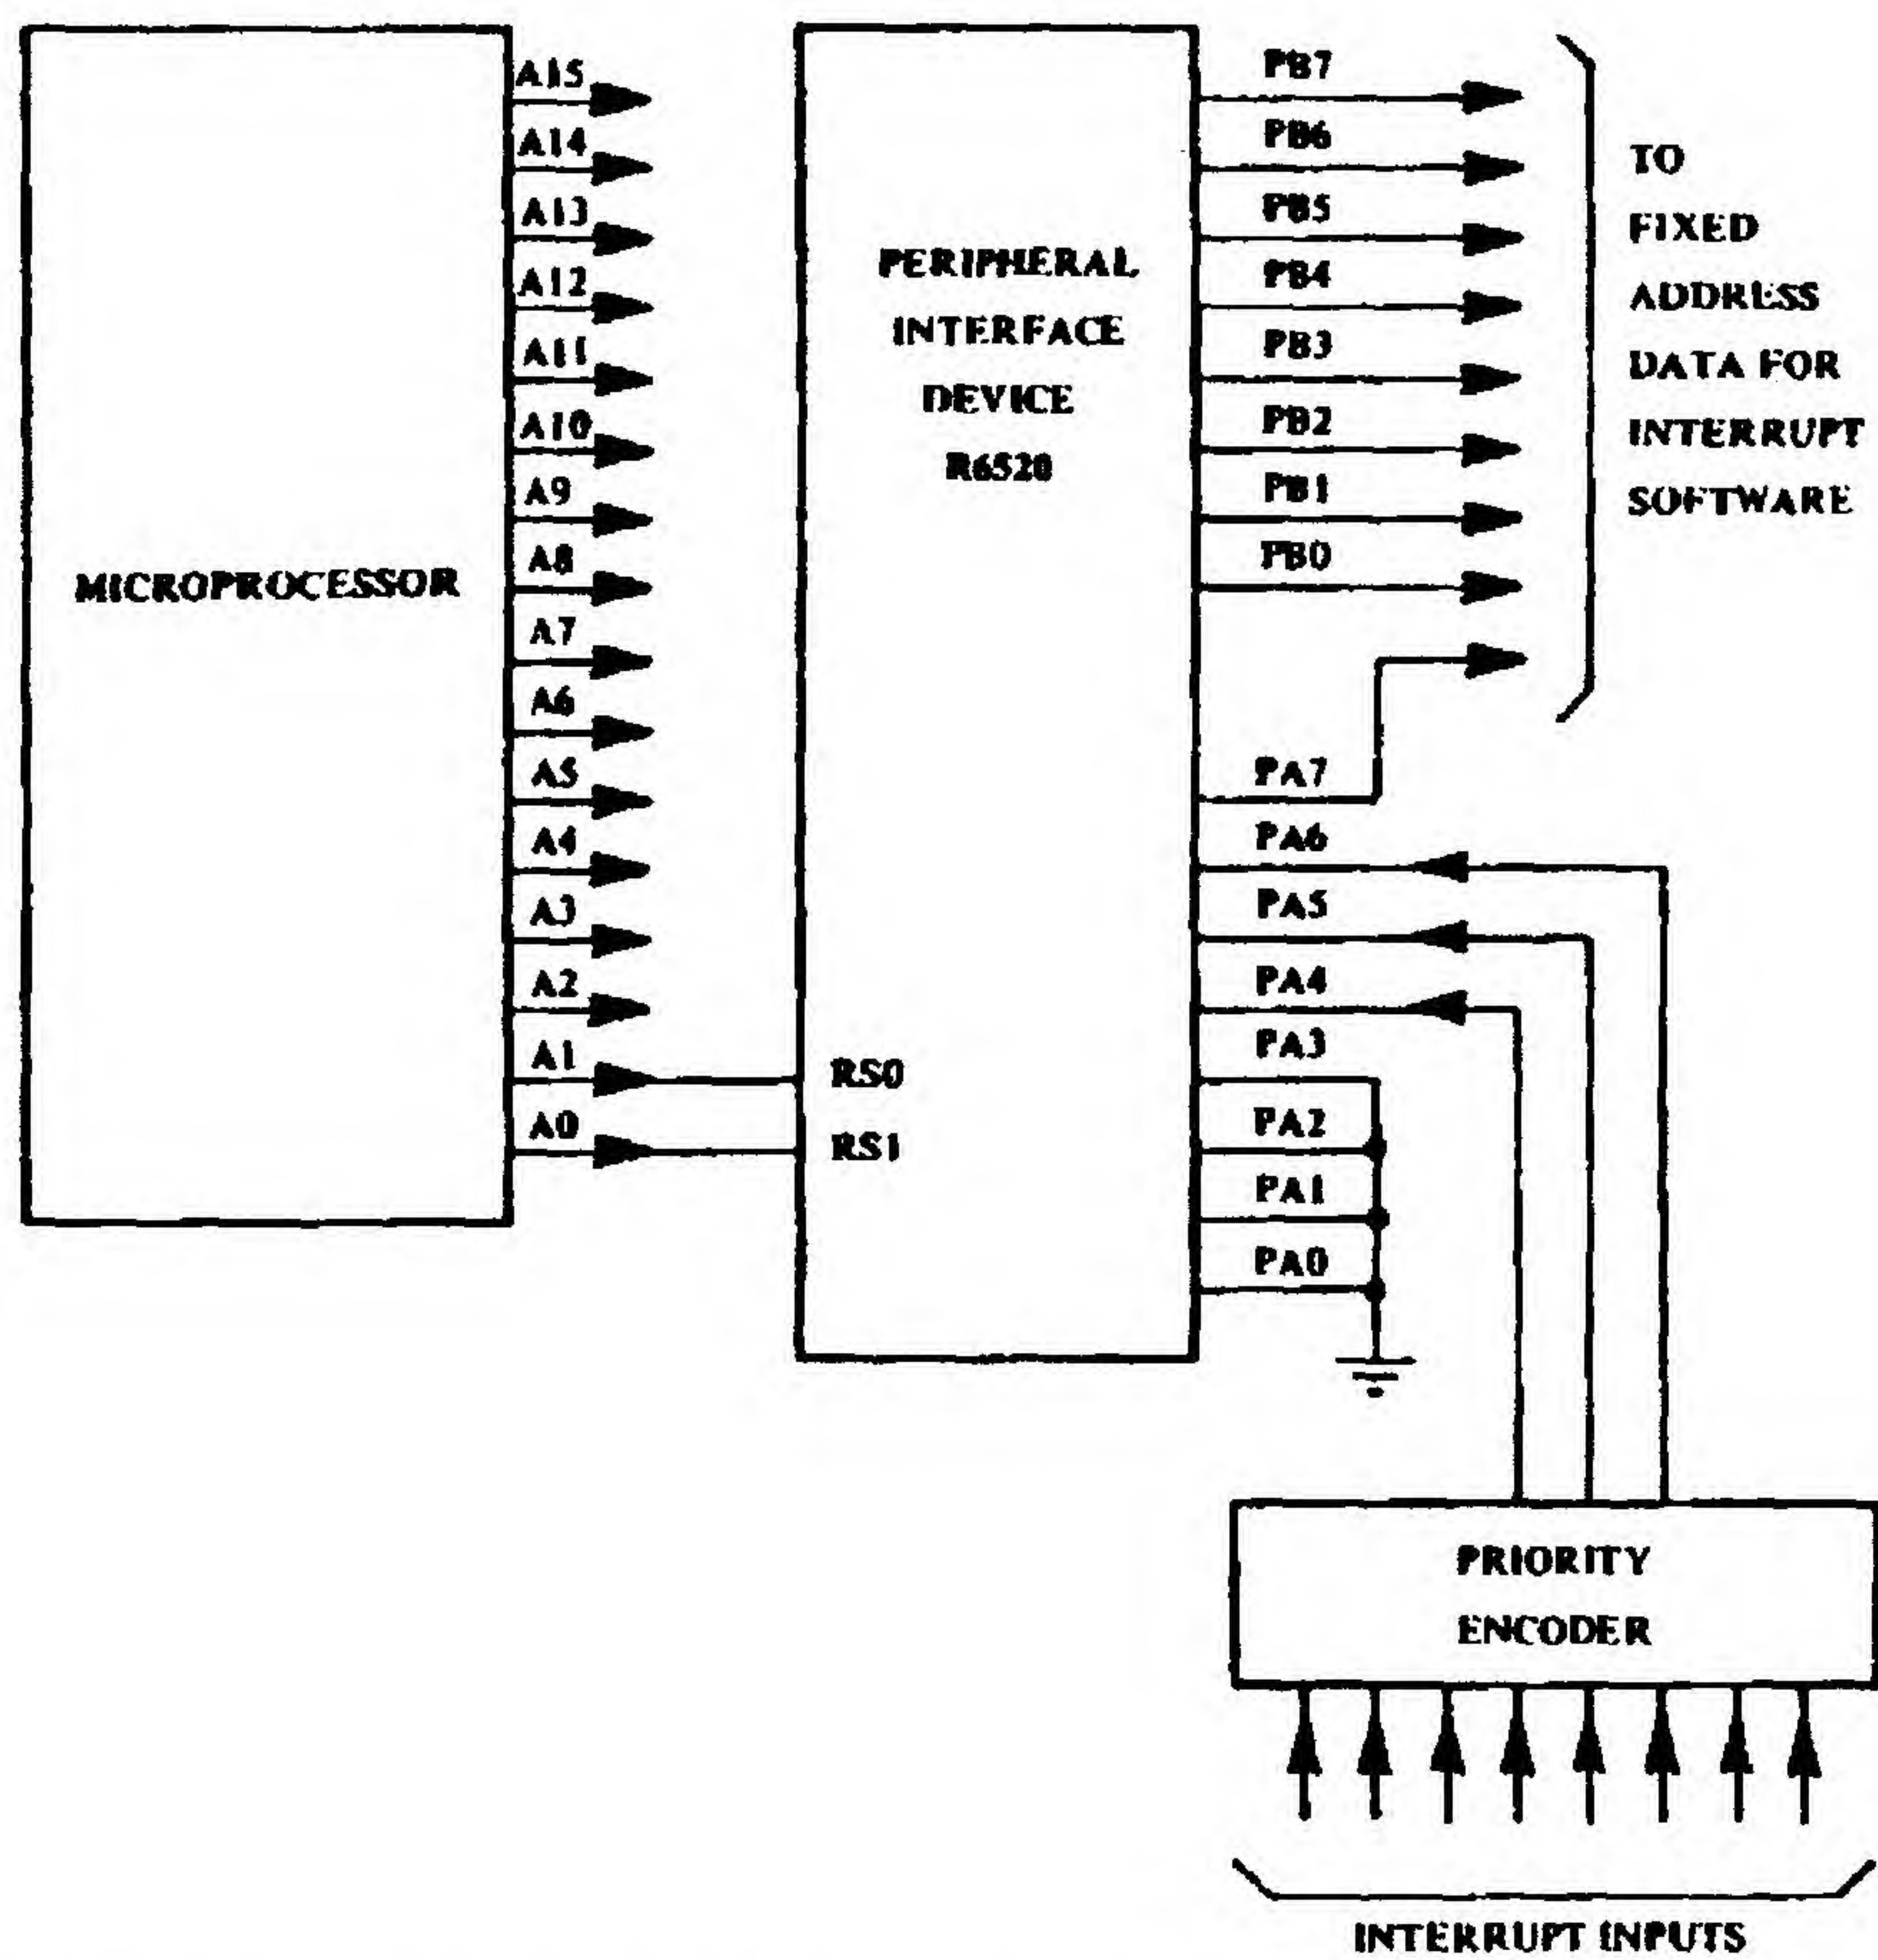 A15
A14
A13
A12
A11
A10
A9
A8
A7
A6
A5
A4
A3
A2
A1
A0
MICROPROCESSOR
PERIPHERAL
INTERFACE
DEVICE
R6520
RS0
RS1
PB7
PB6
PB5
PB4
PB3
PB2
PB1
PB0
PA7
PA6
PA5
PA4
PA3
PA2
PA1
PA0
TO
FIXED
ADDRESS
DATA FOR
INTERRUPT
SOFTWARE
PRIORITY
ENCODER
INTERRUPT INPUTS